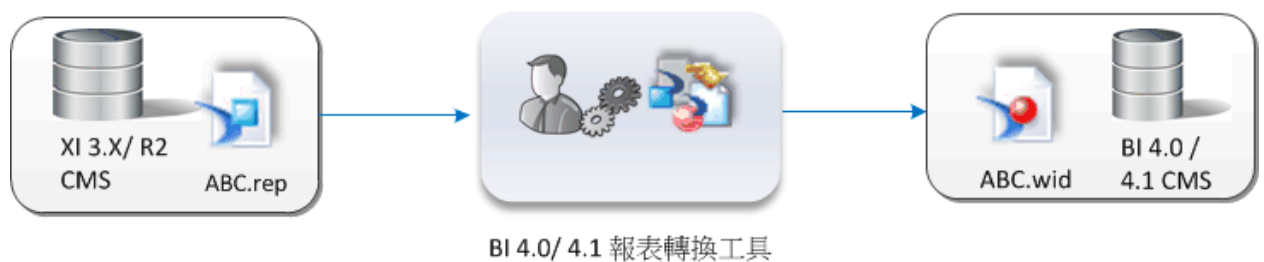 XI 3.X/ R2
CMS
ABC.rep
BI 4.0/ 4.1 報表轉換工具
ABC.wid
BI 4.0 /
4.1 CMS